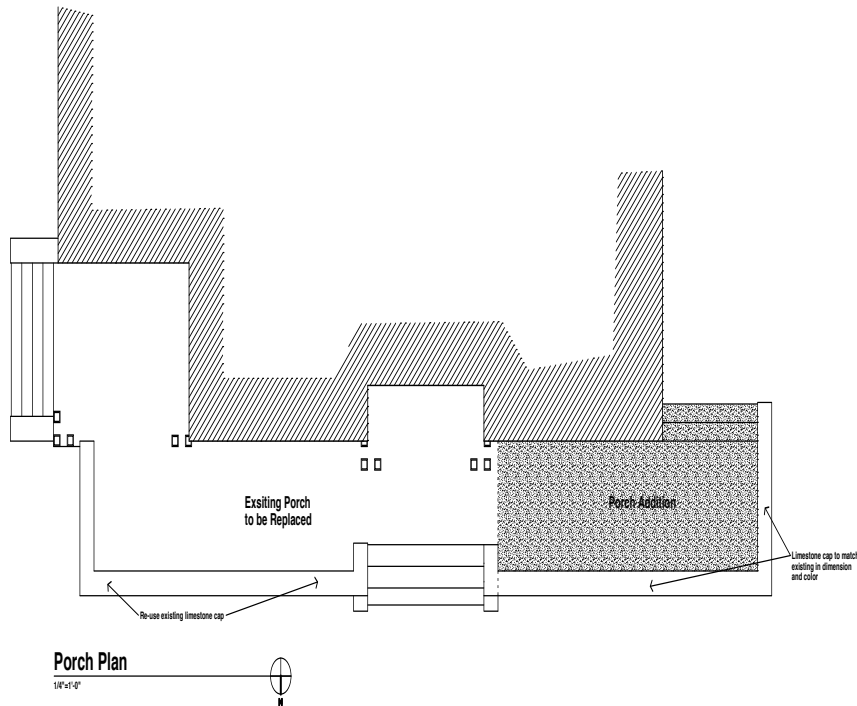 Exsiting Porch
to be Replaced
Porch Addition
Limestone cap to match
existing in dimension
and color
Re-use existing limestone cap
Porch Plan
1/4"=1'-0"
N